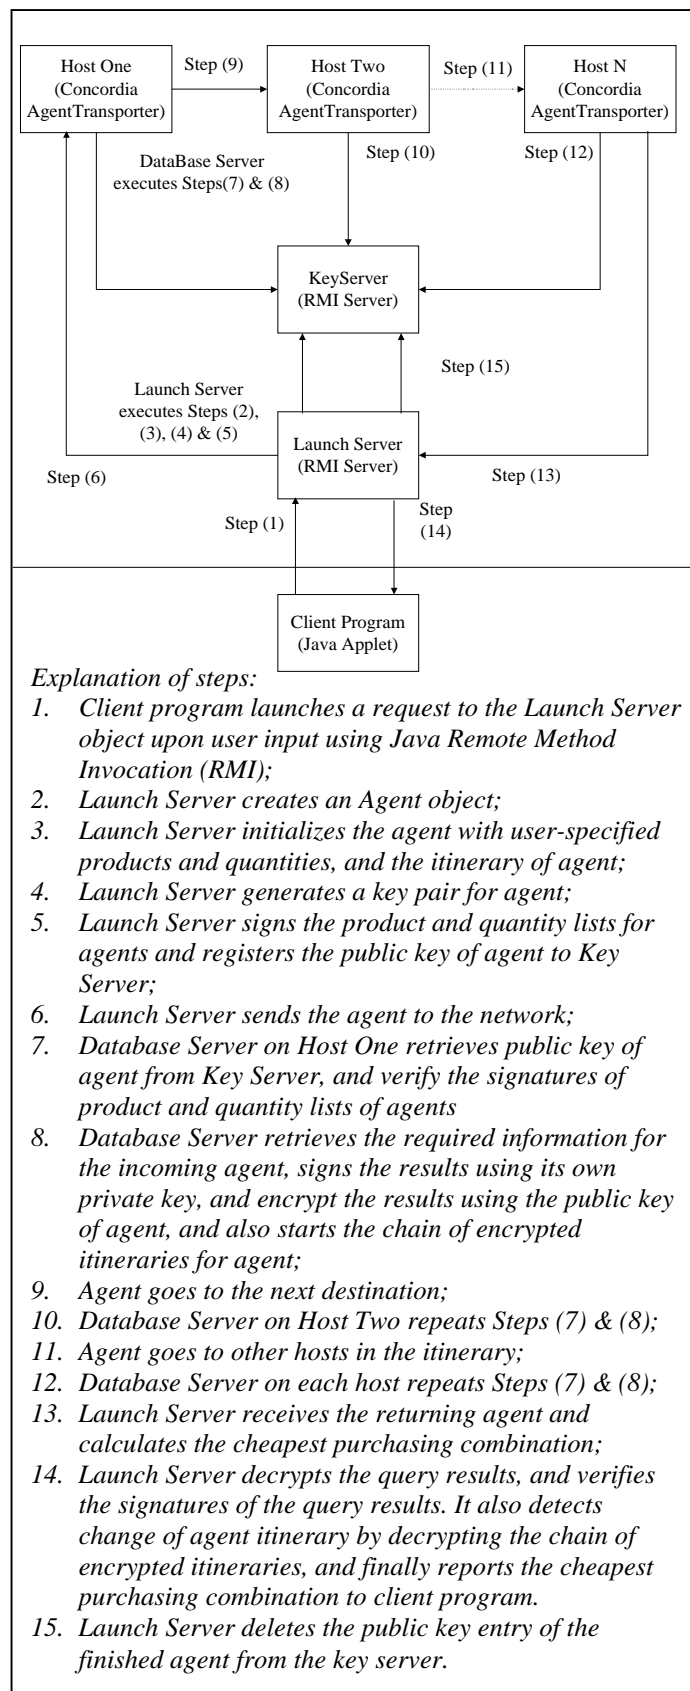 Host One
(Concordia
AgentTransporter)
Step (9)
Host Two
(Concordia
AgentTransporter)
Step (11)
Host N
(Concordia
AgentTransporter)
DataBase Server
executes Steps(7) & (8)
Step (10)
Step (12)
KeyServer
(RMI Server)
Step (15)
Launch Server
executes Steps (2),
(3), (4) & (5)
Launch Server
(RMI Server)
Step (6)
Step (13)
Step (1)
Step
(14)
Client Program
(Java Applet)
Explanation of steps:
1. Client program launches a request to the Launch Server
object upon user input using Java Remote Method
Invocation (RMI);
2. Launch Server creates an Agent object;
3. Launch Server initializes the agent with user-specified
products and quantities, and the itinerary of agent;
4. Launch Server generates a key pair for agent;
5. Launch Server signs the product and quantity lists for
agents and registers the public key of agent to Key
Server;
6. Launch Server sends the agent to the network;
7. Database Server on Host One retrieves public key of
agent from Key Server, and verify the signatures of
product and quantity lists of agents
8. Database Server retrieves the required information for
the incoming agent, signs the results using its own
private key, and encrypt the results using the public key
of agent, and also starts the chain of encrypted
itineraries for agent;
9. Agent goes to the next destination;
10. Database Server on Host Two repeats Steps (7) & (8);
11. Agent goes to other hosts in the itinerary;
12. Database Server on each host repeats Steps (7) & (8);
13. Launch Server receives the returning agent and
calculates the cheapest purchasing combination;
14. Launch Server decrypts the query results, and verifies
the signatures of the query results. It also detects
change of agent itinerary by decrypting the chain of
encrypted itineraries, and finally reports the cheapest
purchasing combination to client program.
15. Launch Server deletes the public key entry of the
finished agent from the key server.